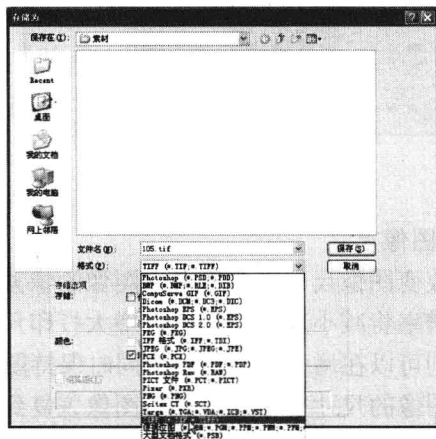 存储为
保存在(I):
素材
Recent
桌面
我的文档
我的电脑
网上邻居
文件名(N):
105.tif
保存(S)
格式(F):
TIFF (*.TIF;*.TIFF)
取消
存储选项
存储:
颜色:
Photoshop (*.PSD;*.PDD)
BMP (*.BMP;*.RLE;*.DIB)
CompuServe GIF (*.GIF)
Dicom (*.DCM;*.DC3;*.DIC)
Photoshop EPS (*.EPS)
Photoshop DCS 1.0 (*.EPS)
Photoshop DCS 2.0 (*.EPS)
IFF 格式 (*.IFF;*.TDI)
JPEG (*.JPG;*.JPEG;*.JPE)
PCX (*.PCX)
Photoshop PDF (*.PDF;*.PDP)
Photoshop Raw (*.RAW)
PICT 文件 (*.PCT;*.PICT)
Pixar (*.PXR)
PNG (*.PNG)
Scitex CT (*.SCT)
Targa (*.TGA;*.VDA;*.ICB;*.VST)
便携位图
大型文档格式 (*.PSB)